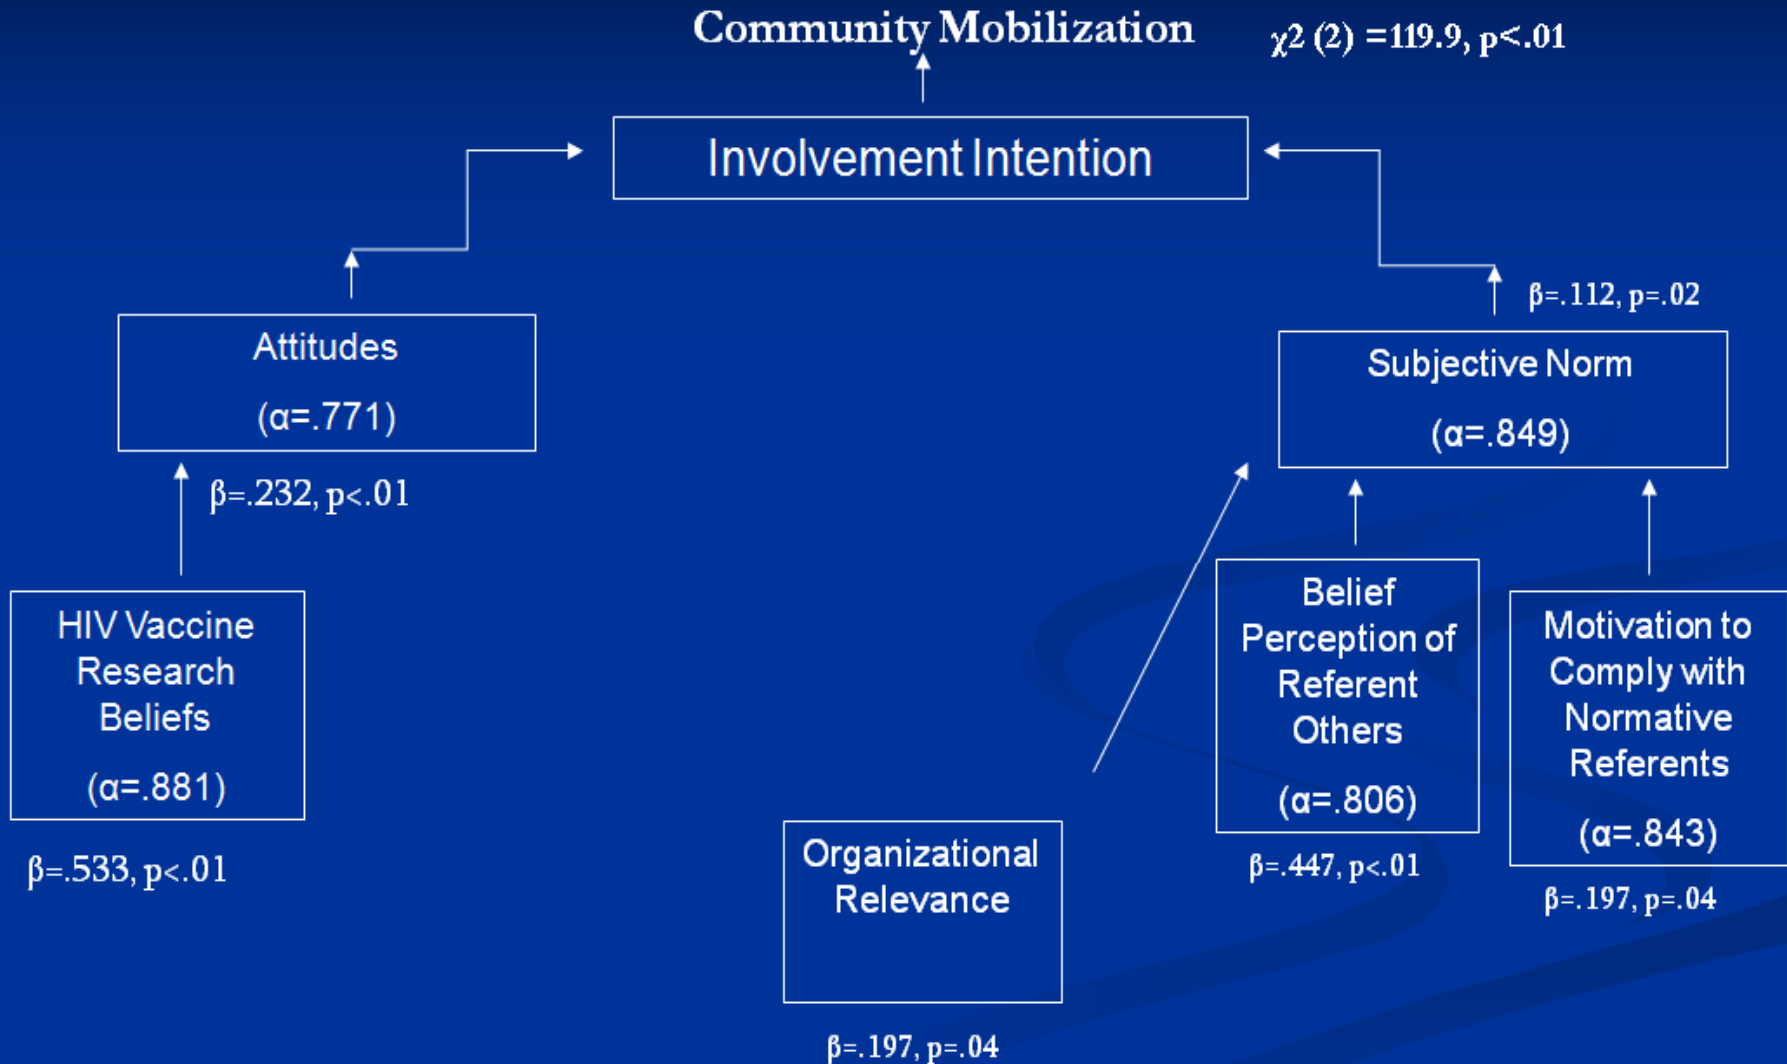 Community Mobilization
χ2 (2) =119.9, p<.01
Involvement Intention
Attitudes
(α=.771)
β=.232, p<.01
β=.112, p=.02
Subjective Norm
(α=.849)
HIV Vaccine
Research
Beliefs
(α=.881)
β=.533, p<.01
Organizational
Relevance
β=.197, p=.04
Belief
Perception of
Referent
Others
(α=.806)
β=.447, p<.01
Motivation to
Comply with
Normative
Referents
(α=.843)
β=.197, p=.04